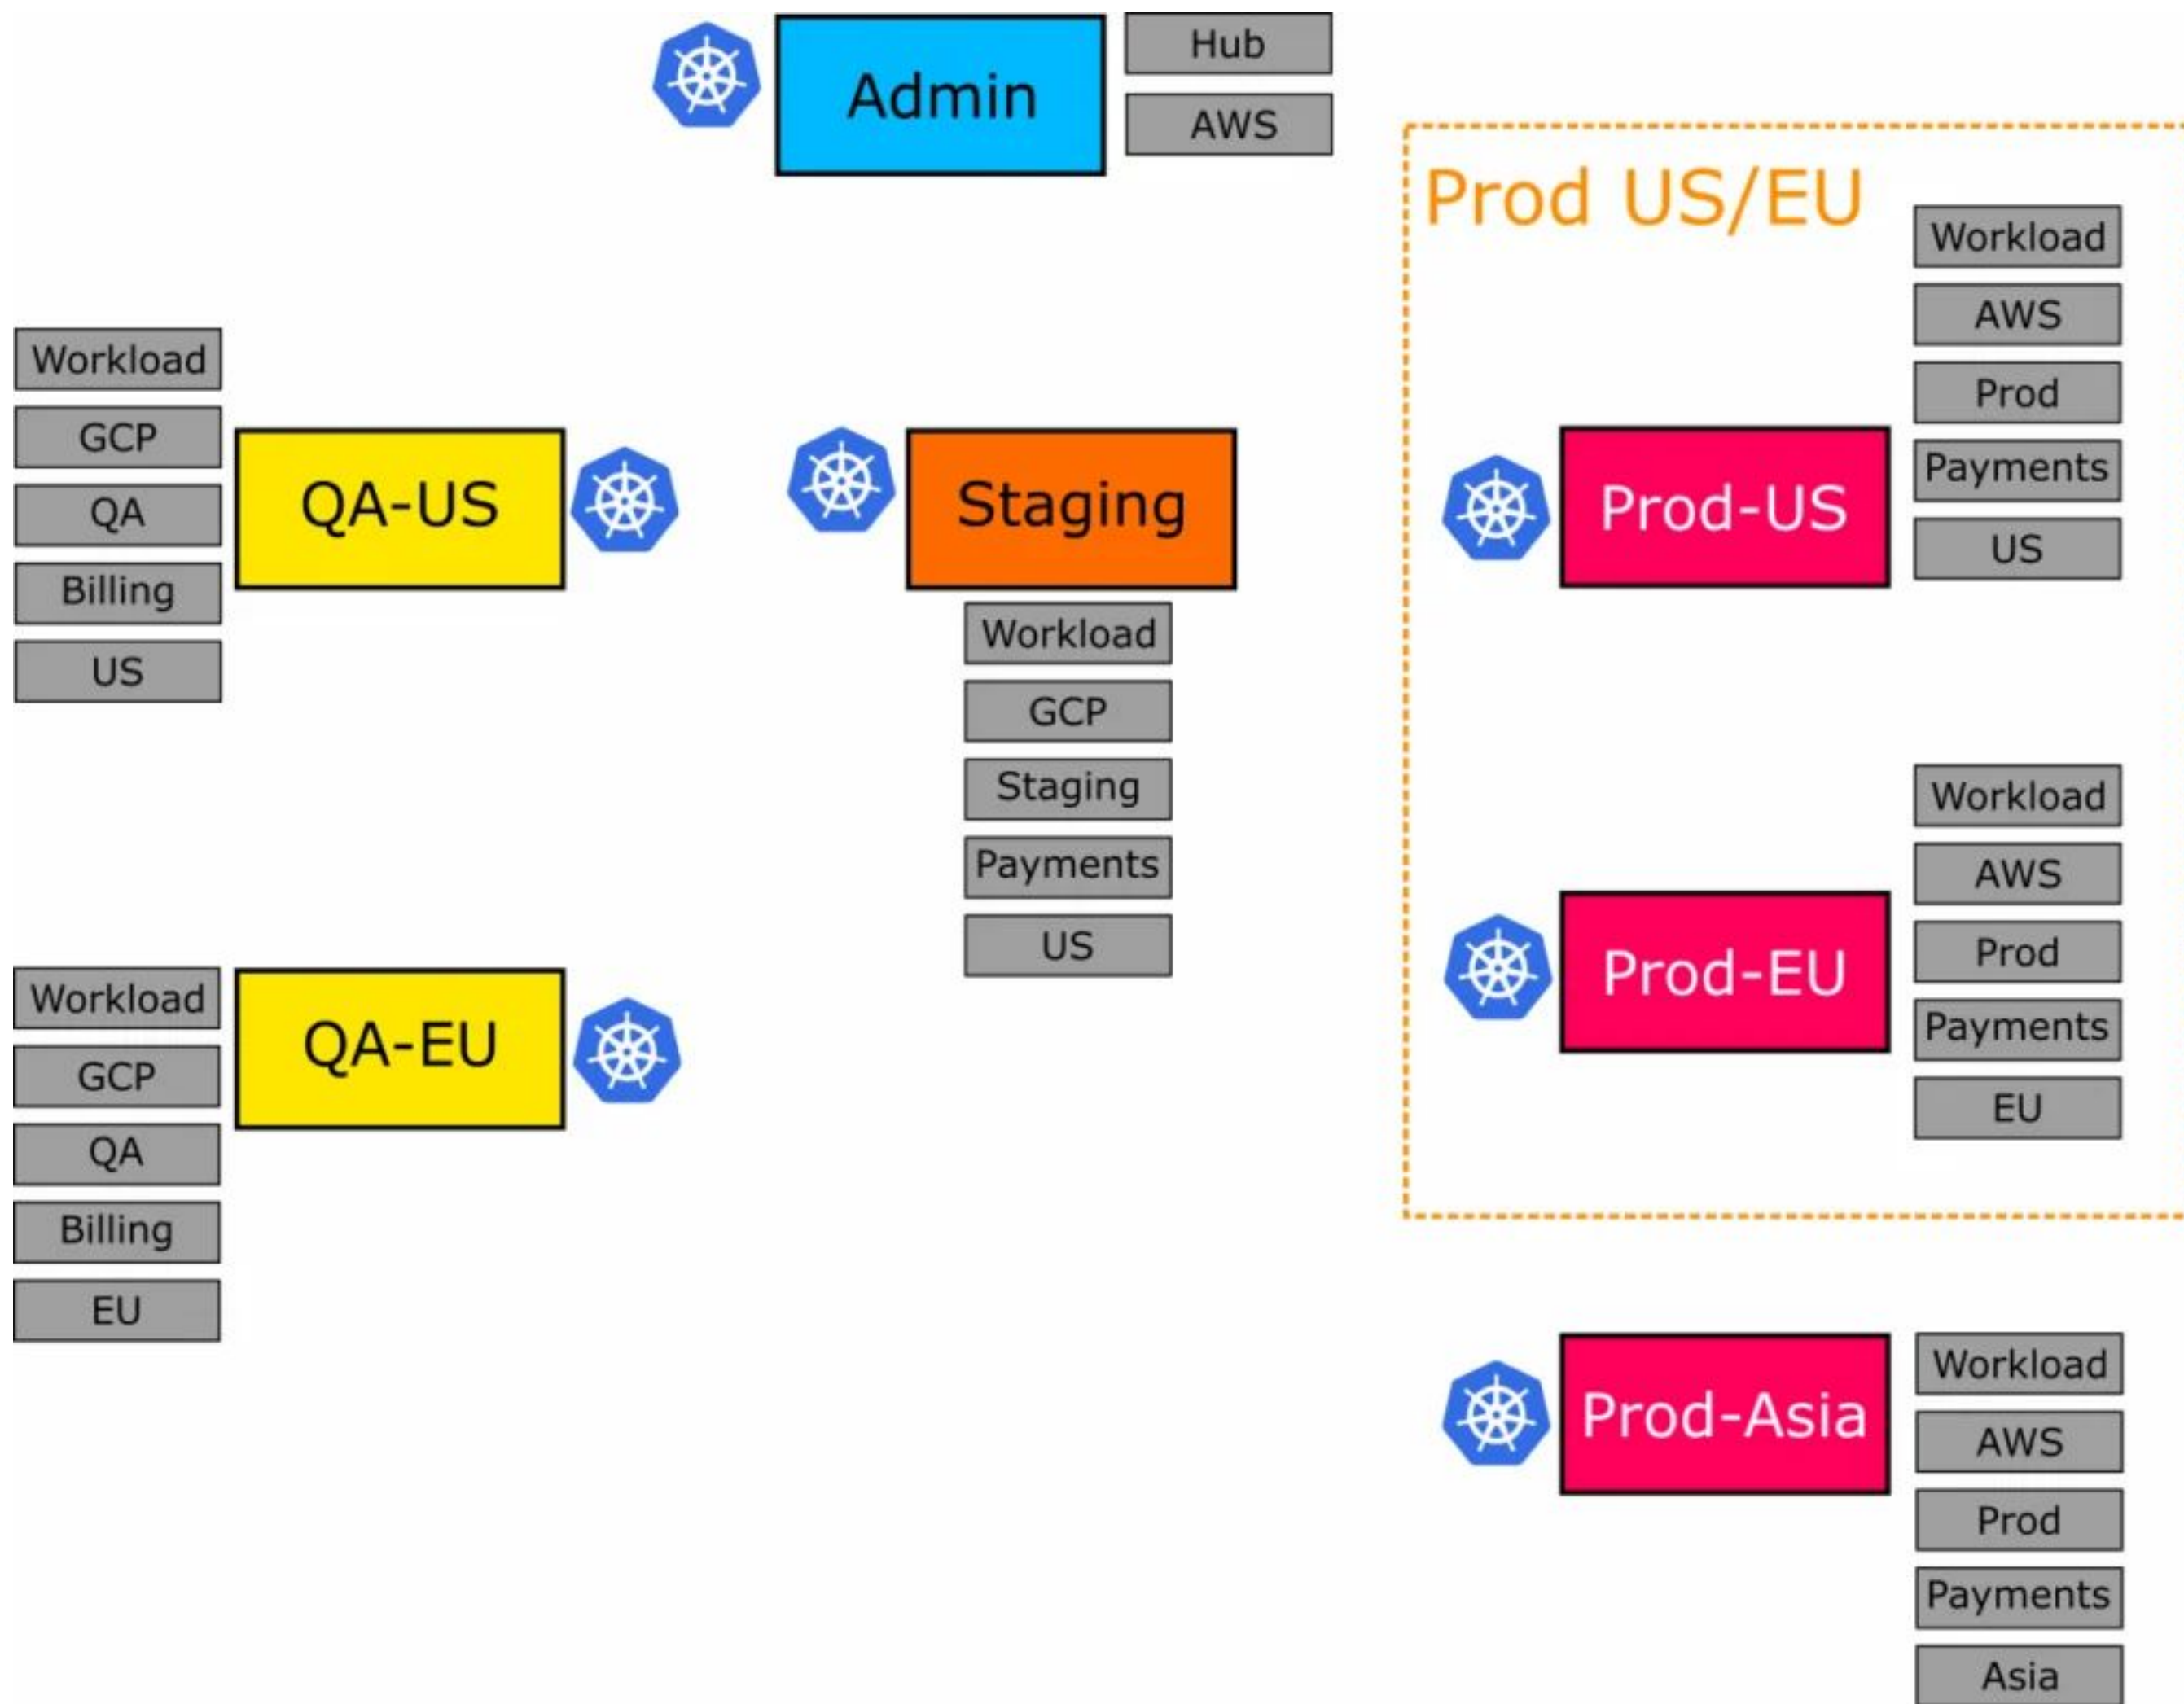 Admin
Hub
AWS
Prod US/EU
Workload
AWS
Prod
Payments
US
Prod-US
Workload
GCP
QA
Billing
US
QA-US
Staging
Workload
GCP
Staging
Payments
US
Prod-EU
Workload
AWS
Prod
Payments
EU
QA-EU
Workload
GCP
QA
Billing
EU
Prod-Asia
Workload
AWS
Prod
Payments
Asia